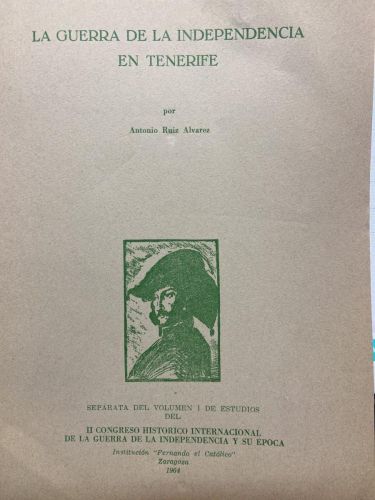 LA GUERRA DE LA INDEPENDENCIA
EN TENERIFE
por
Antonio Ruiz Alvarez
SEPARATA DEL VOLUMEN I DE ESTUDIOS
DEL
II CONGRESO HISTORICO INTERNACIONAL
DE LA GUERRA DE LA INDEPENDENCIA Y SU EPOCA
Institución "Fernando el Católico"
Zaragoza
1964